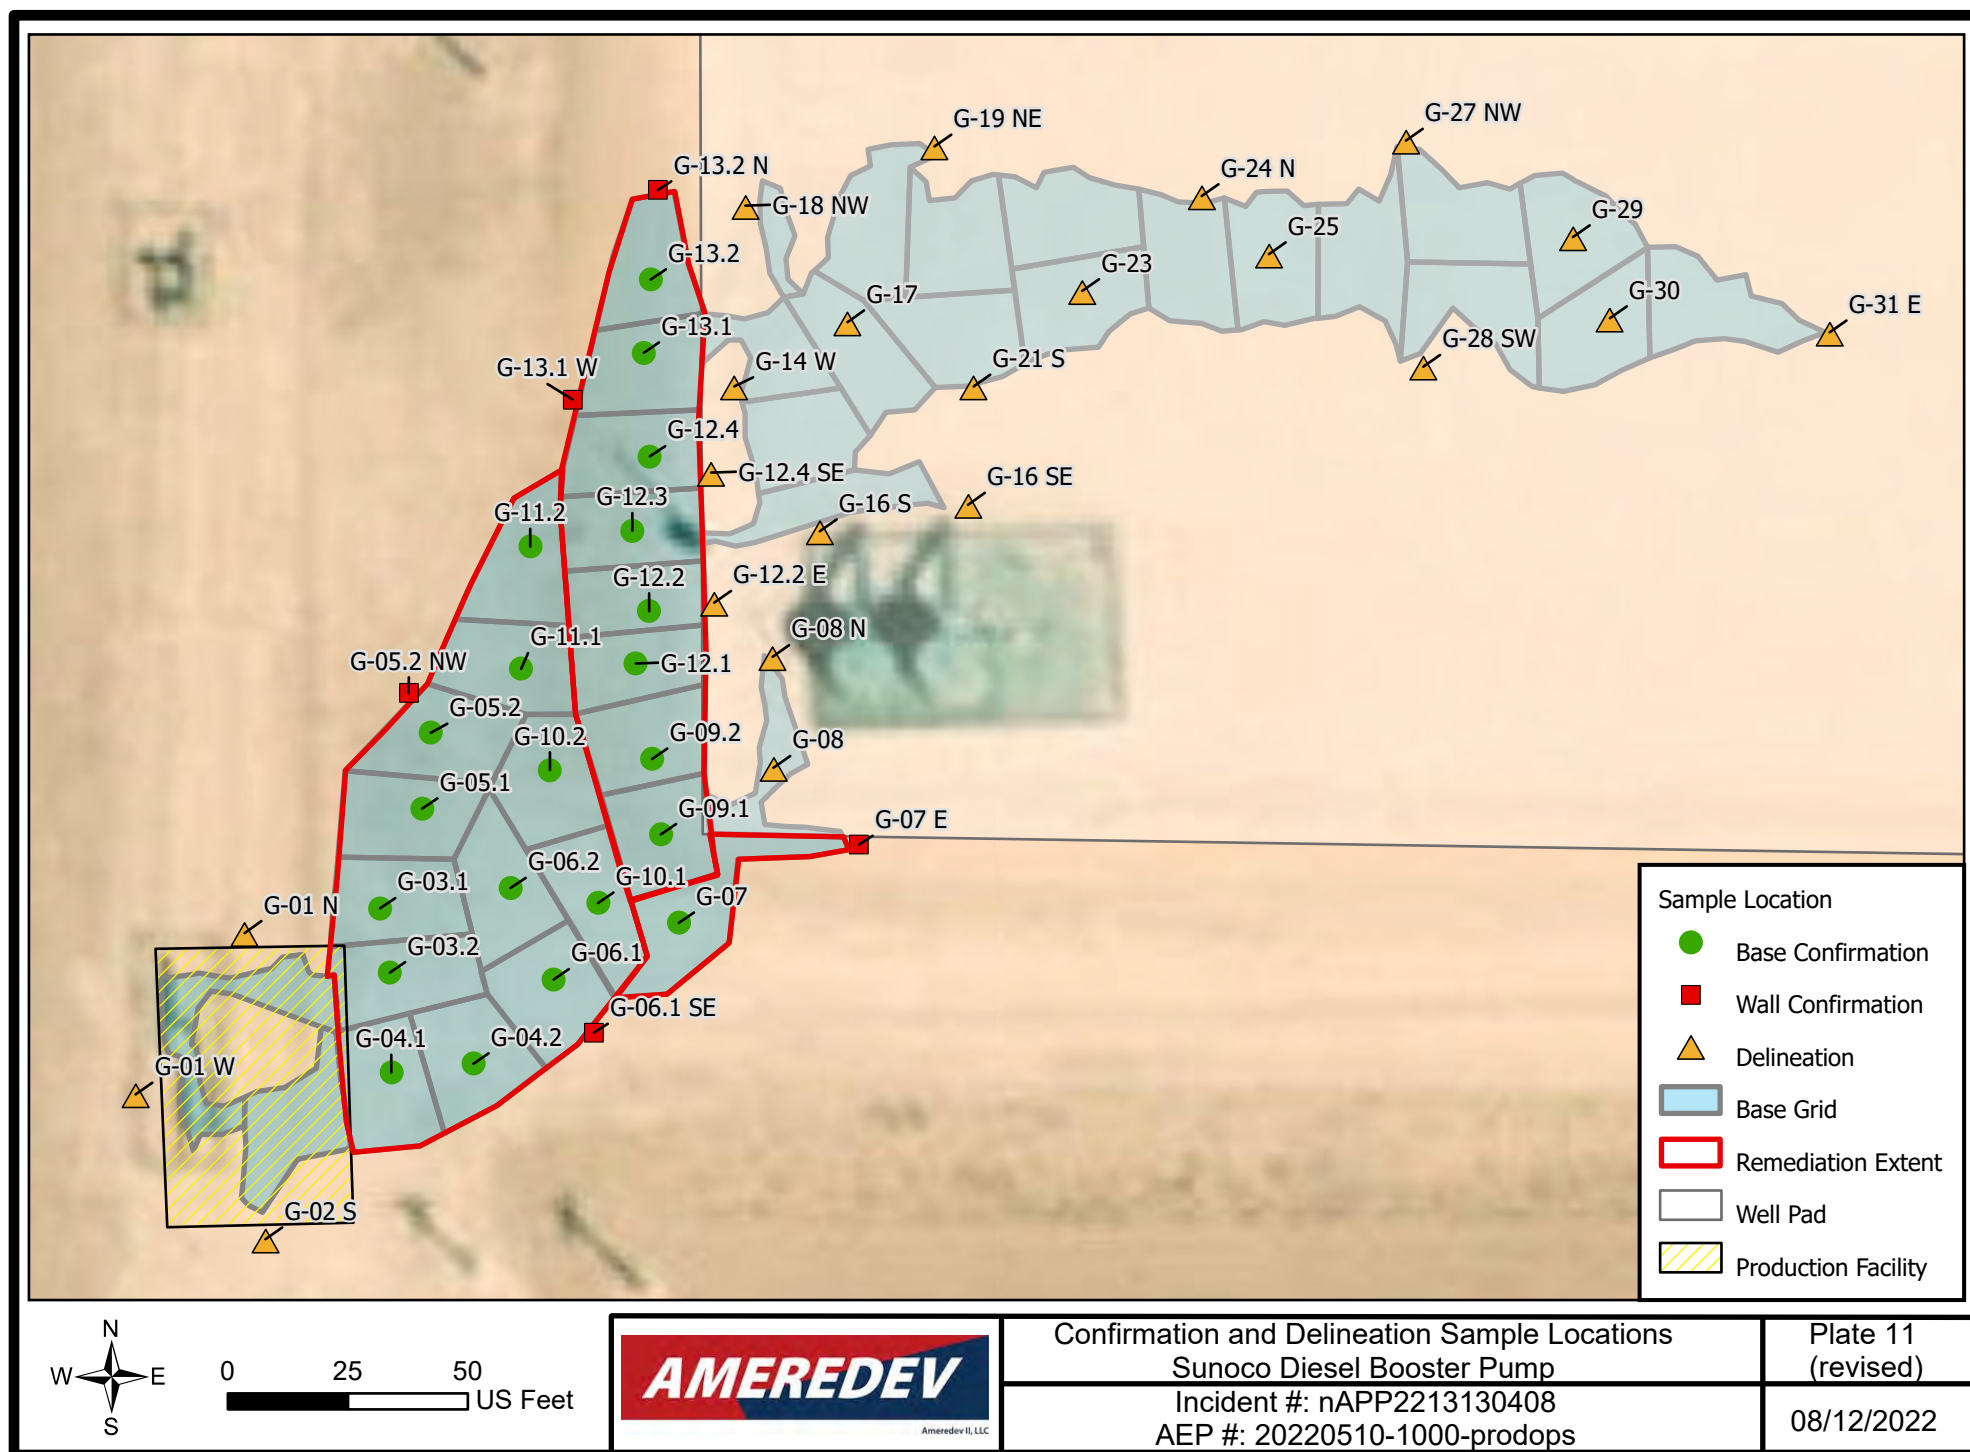 G-19 NE
G-27 NW
G-13.2 N
G-18 NW
G-24 N
G-29
G-25
G-13.2
G-23
G-17
G-30
G-31 E
G-13.1
G-28 SW
G-13.1 W
G-14 W
G-21 S
G-12.4
G-12.4 SE
G-16 SE
G-12.3
G-16 S
G-11.2
G-12.2
G-12.2 E
G-08 N
G-11.1
G-12.1
G-05.2 NW
G-05.2
G-10.2
G-09.2
G-08
G-05.1
G-09.1
G-07 E
G-06.2
G-03.1
G-10.1
G-07
G-01 N
G-03.2
G-06.1
G-06.1 SE
G-04.1
G-04.2
G-01 W
G-02 S
Sample Location
Base Confirmation
Wall Confirmation
Delineation
Base Grid
Remediation Extent
Well Pad
Production Facility
N
W E
S
0 25 50
US Feet
AMEREDEV
Ameredev II, LLC
Confirmation and Delineation Sample Locations
Sunoco Diesel Booster Pump
Incident #: nAPP2213130408
AEP #: 20220510-1000-prodops
Plate 11
(revised)
08/12/2022